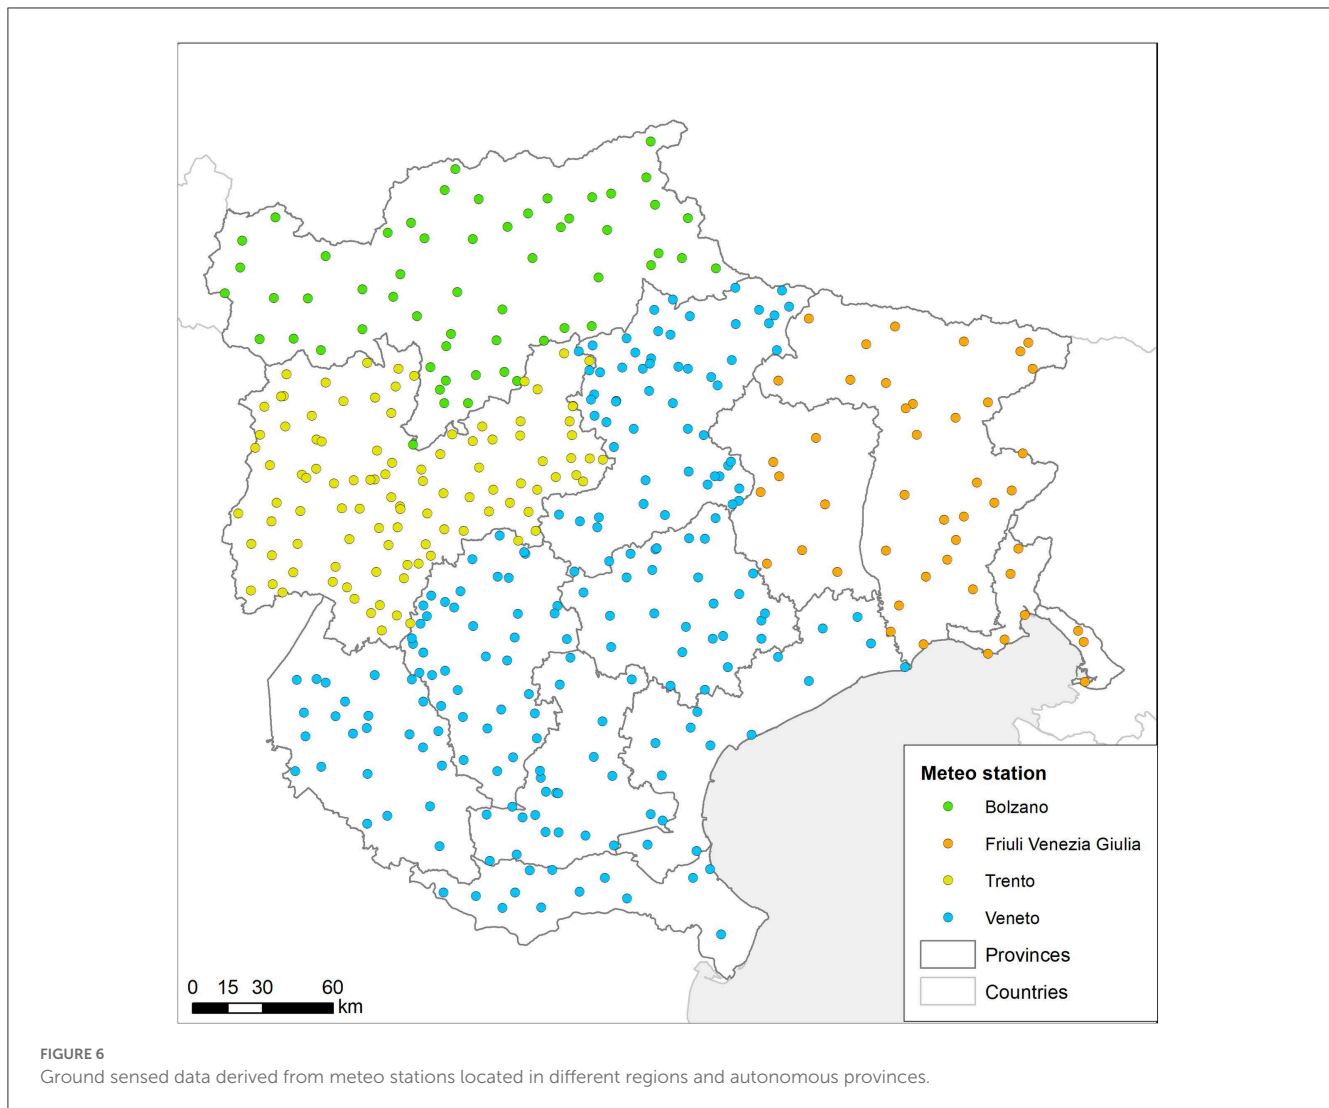 Meteo station
Bolzano
Friuli Venezia Giulia
Trento
Veneto
Provinces
Countries
0 15 30 60
km
FIGURE 6
Ground sensed data derived from meteo stations located in different regions and autonomous provinces.